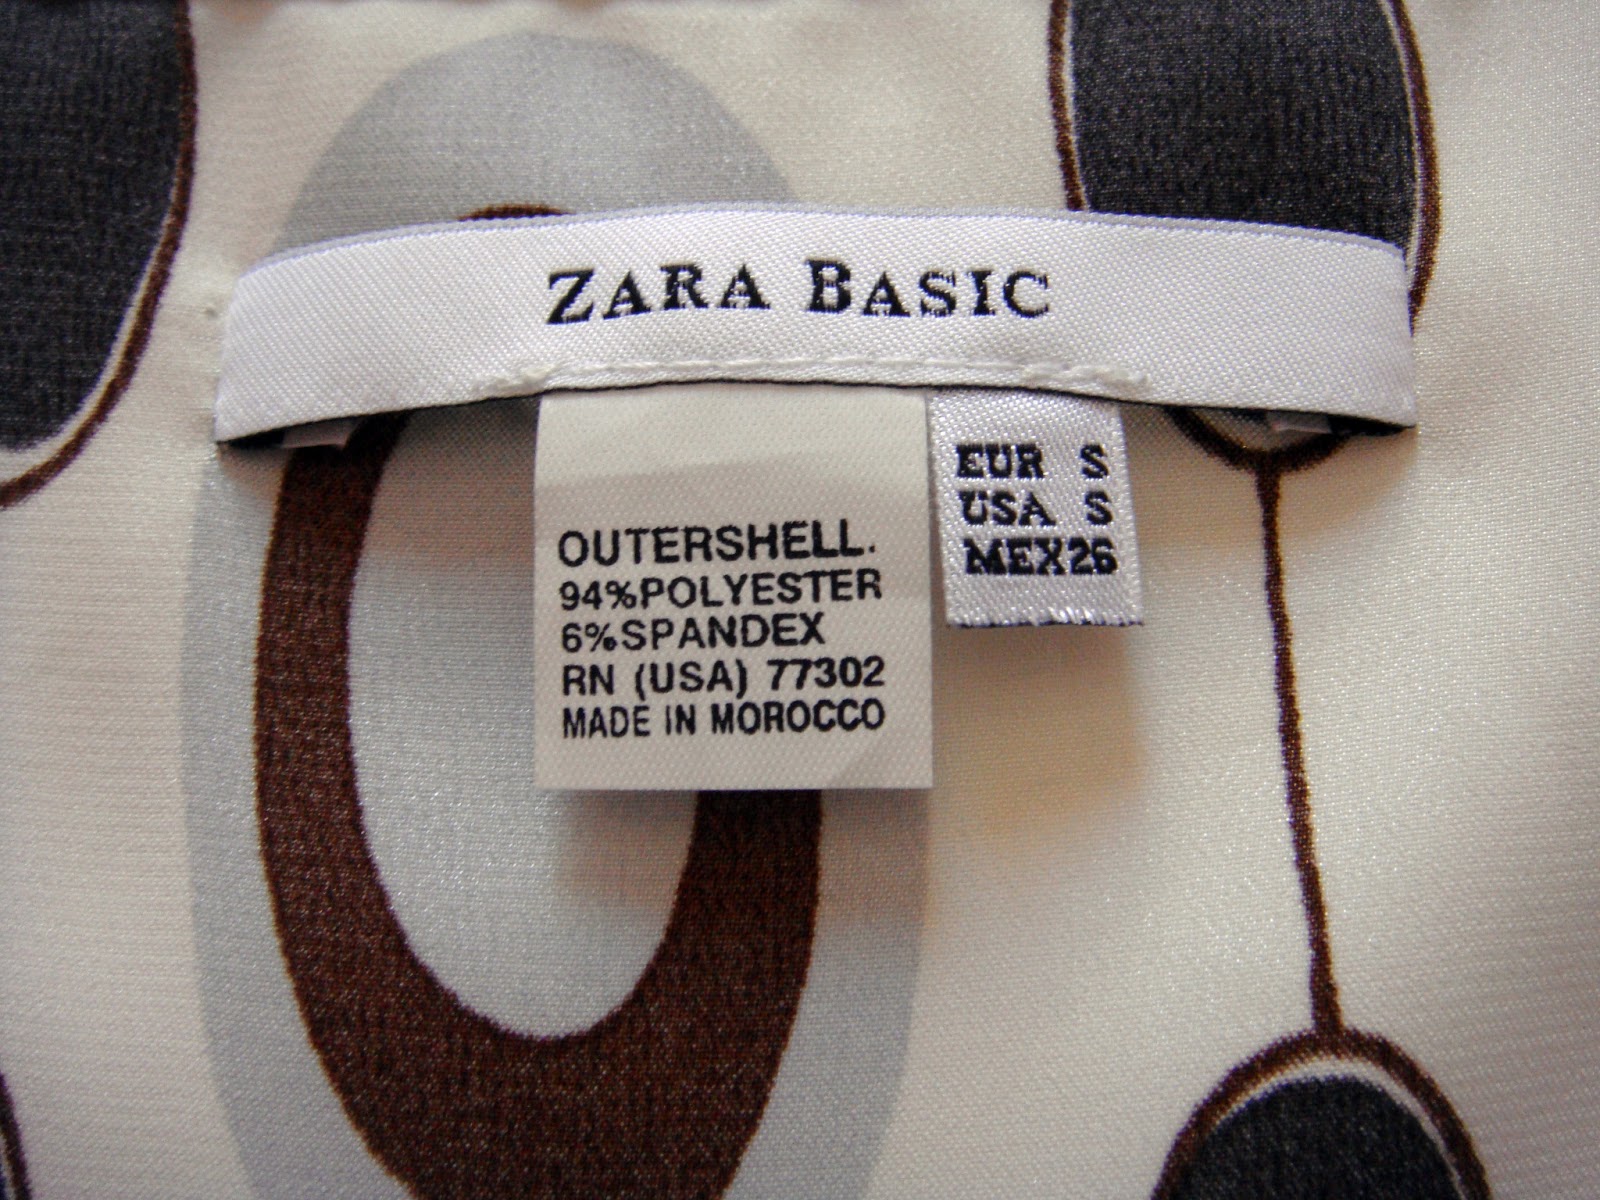 ZARA BASIC
OUTERSHELL.
94%POLYESTER
6%SPANDEX
RN (USA) 77302
MADE IN MOROCCO
EUR S
USA S
MEX26